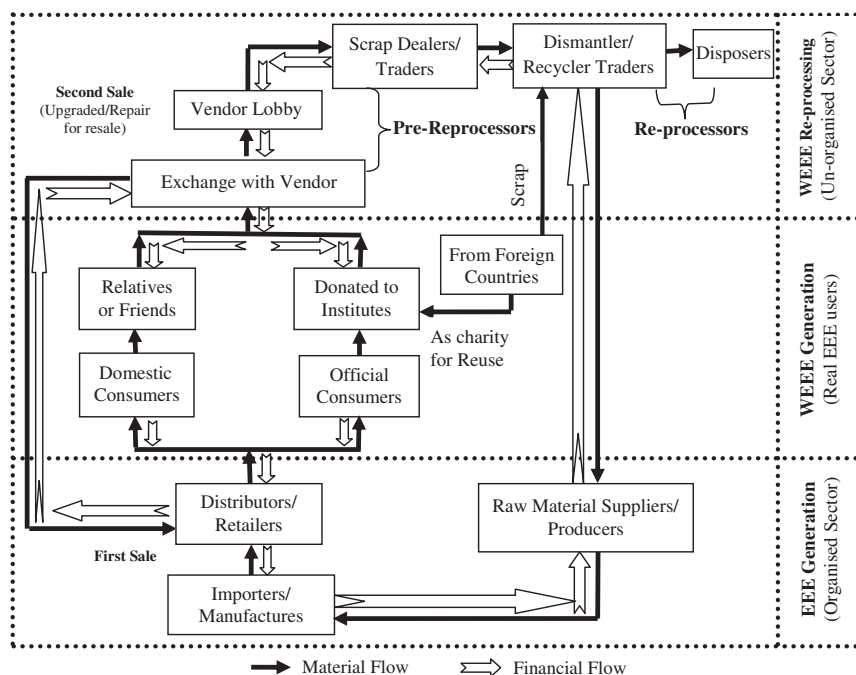 Scrap Dealers/
Traders
Dismantler/
Recycler Traders
Disposers
Second Sale
(Upgraded/Repair
for resale)
Vendor Lobby
Pre-Reprocessors
Re-processors
Exchange with Vendor
Scrap
WEEE Re-processing
(Un-organised Sector)
Relatives
or Friends
Donated to
Institutes
From Foreign
Countries
As charity
for Reuse
Domestic
Consumers
Official
Consumers
WEEE Generation
(Real EEE users)
Distributors/
Retailers
Raw Material Suppliers/
Producers
First Sale
Importers/
Manufactures
EEE Generation
(Organised Sector)
Material Flow
Financial Flow